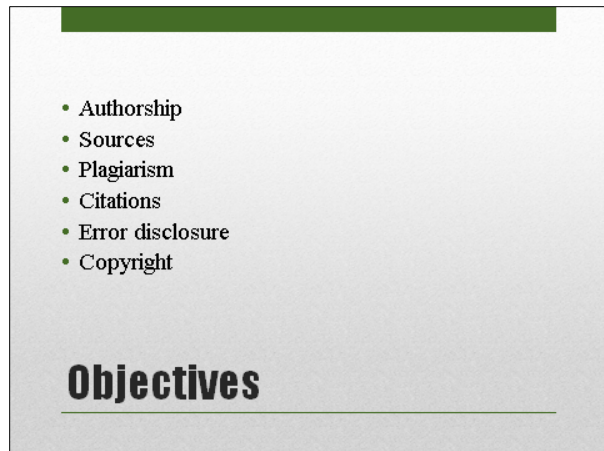 • Authorship
• Sources
• Plagiarism
• Citations
• Error disclosure
• Copyright
Objectives